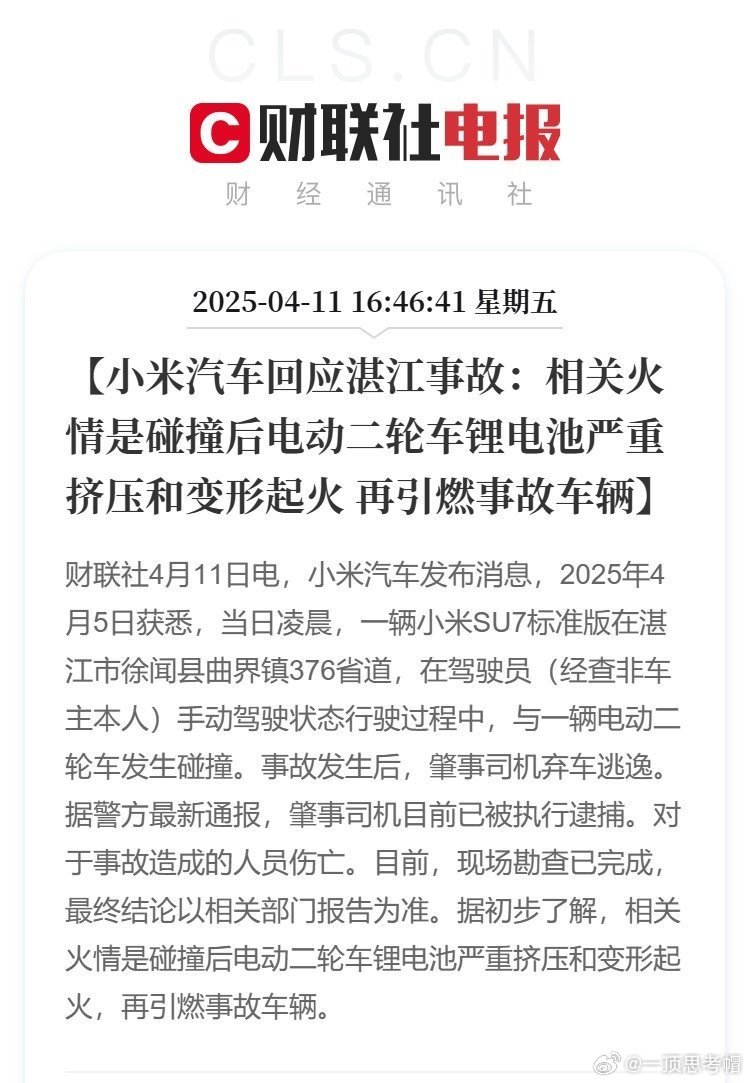 CLS.CN
C 财联社电报
财经通讯社
2025-04-11 16:46:41 星期五
【小米汽车回应湛江事故：相关火
情是碰撞后电动二轮车锂电池严重
挤压和变形起火 再引燃事故车辆】
财联社4月11日电，小米汽车发布消息，2025年4
月5日获悉，当日凌晨，一辆小米SU7标准版在湛
江市徐闻县曲界镇376省道，在驾驶员（经查非车
主本人）手动驾驶状态行驶过程中，与一辆电动二
轮车发生碰撞。事故发生后，肇事司机弃车逃逸。
据警方最新通报，肇事司机目前已被执行逮捕。对
于事故造成的人员伤亡。目前，现场勘查已完成，
最终结论以相关部门报告为准。据初步了解，相关
火情是碰撞后电动二轮车锂电池严重挤压和变形起
火，再引燃事故车辆。
@一顶思考帽